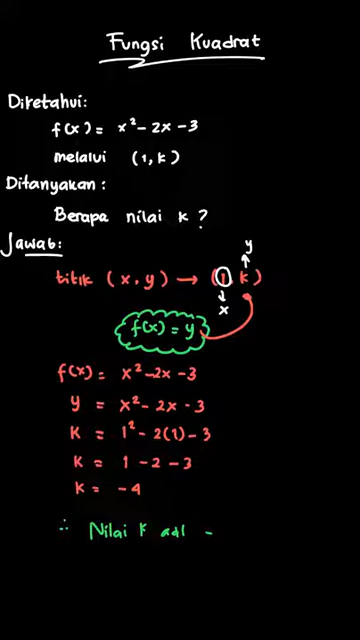 Fungsi Kuadrat
Diketahui:
f(x) = x² - 2x - 3
melalui (1, k)
Ditanyakan:
Berapa nilai k?
Jawab:
y
titik (x, y) → (1, k)
x
f(x) = y
f(x) = x² - 2x - 3
y = x² - 2x - 3
k = 1² - 2(1) - 3
k = 1 - 2 - 3
k = -4
∴ Nilai k adl -